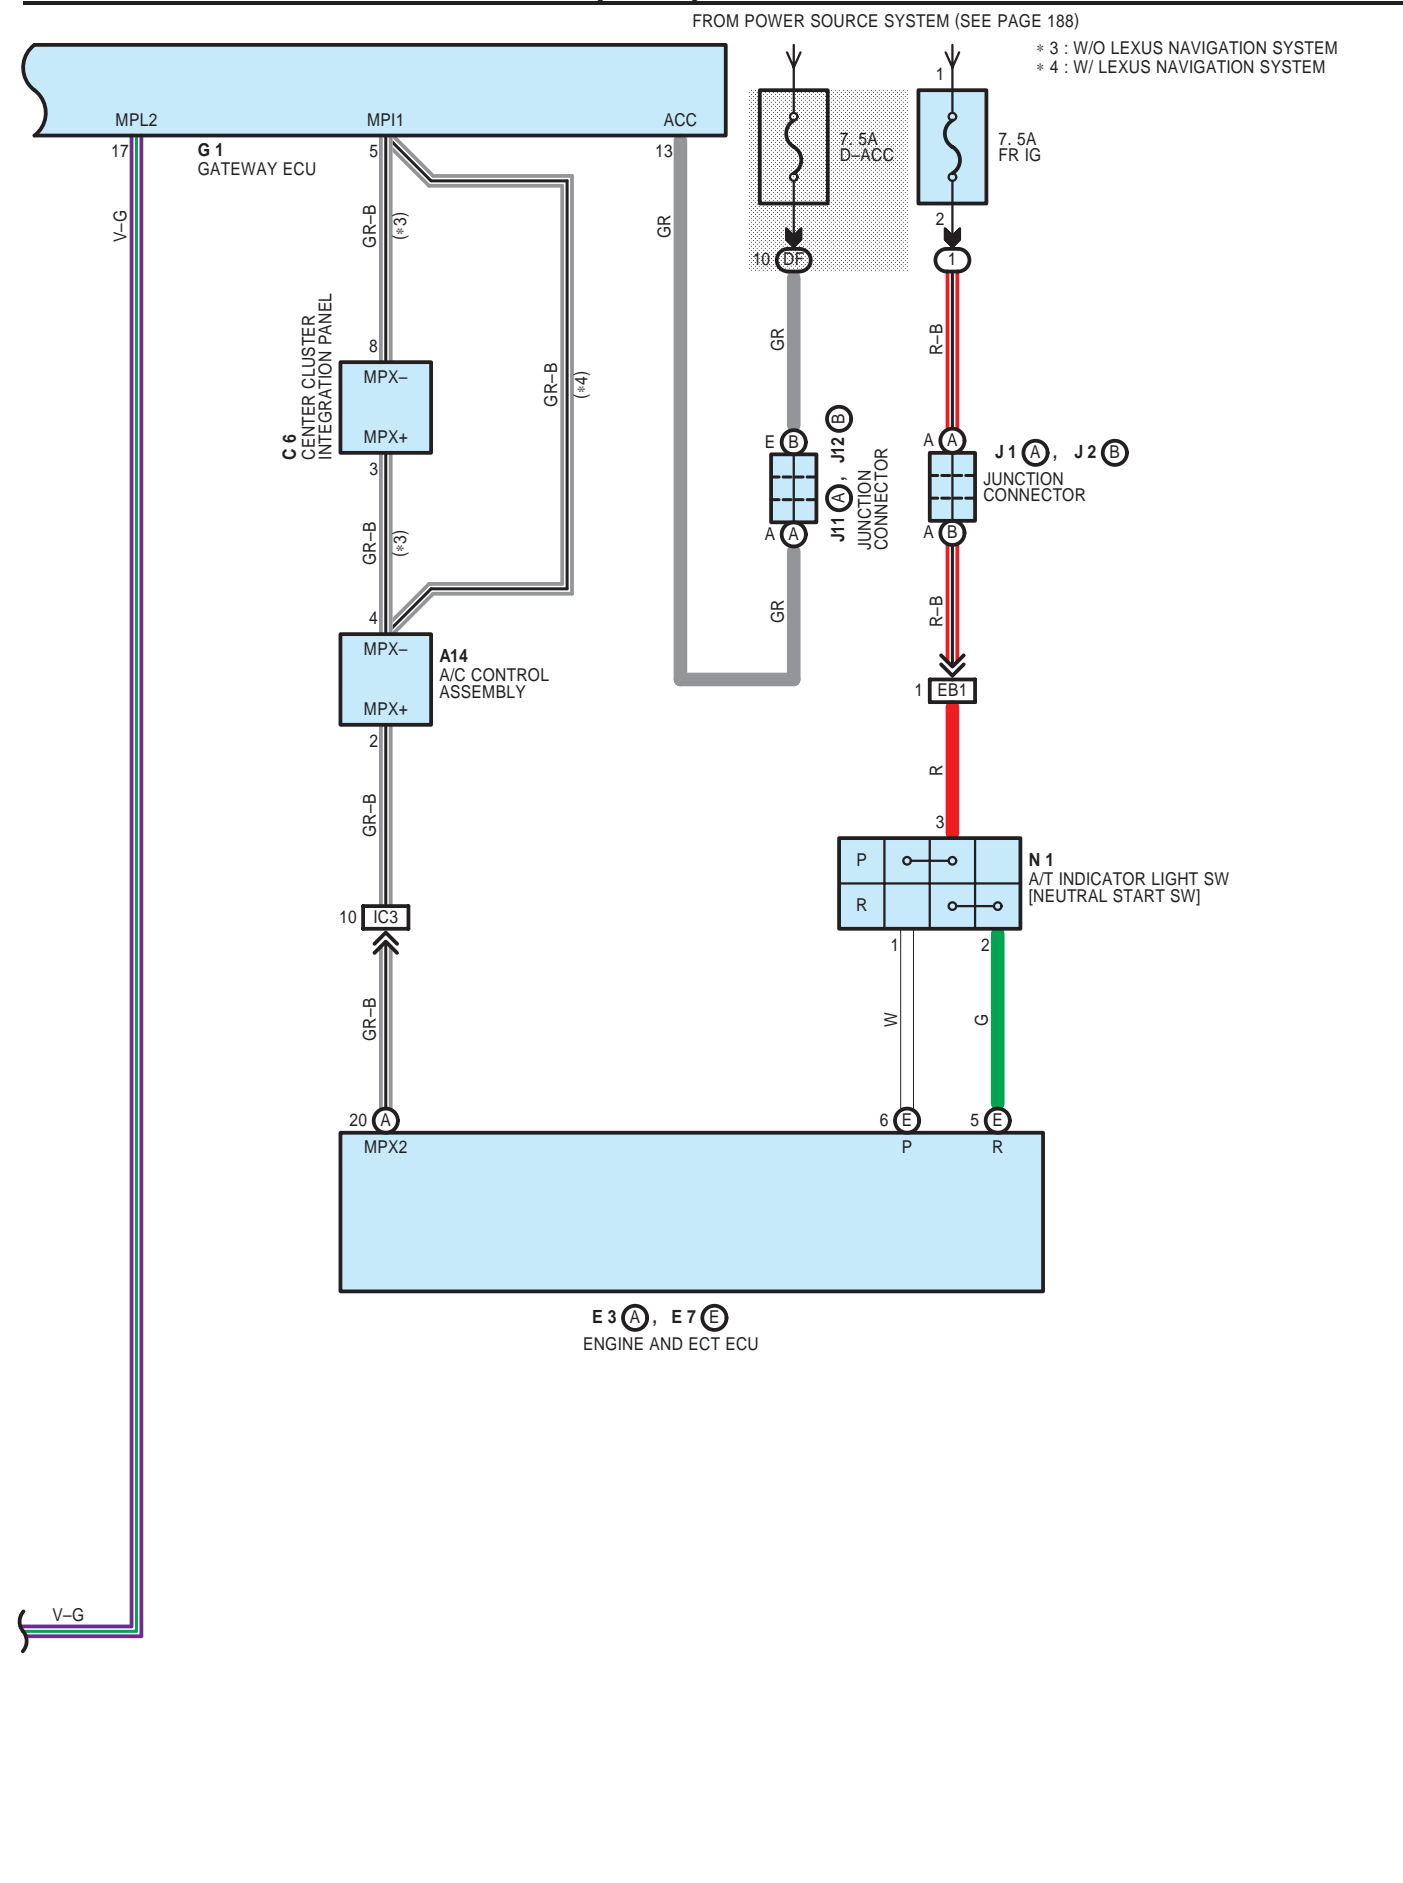 FROM POWER SOURCE SYSTEM (SEE PAGE 188)
* 3 : W/O LEXUS NAVIGATION SYSTEM
* 4 : W/ LEXUS NAVIGATION SYSTEM
MPL2
MPI1
ACC
17
G 1
GATEWAY ECU
5
13
1
7. 5A
D–ACC
7. 5A
FR IG
2
V–G
GR–B
(*3)
GR
10
DF
1
C 6
CENTER CLUSTER
INTEGRATION PANEL
8
MPX–
MPX+
3
GR–B
(*4)
GR
R–B
E
B
A
A
J11 A , J12 B
JUNCTION
CONNECTOR
A
A
A
B
J 1 A , J 2 B
JUNCTION
CONNECTOR
GR–B
(*3)
GR
R–B
4
MPX–
MPX+
2
A14
A/C CONTROL
ASSEMBLY
1
EB1
R
3
P
R
N 1
A/T INDICATOR LIGHT SW
[NEUTRAL START SW]
GR–B
10
IC3
1
2
GR–B
W
G
20
A
6
E
5
E
MPX2
P
R
E 3 A , E 7 E
ENGINE AND ECT ECU
V–G